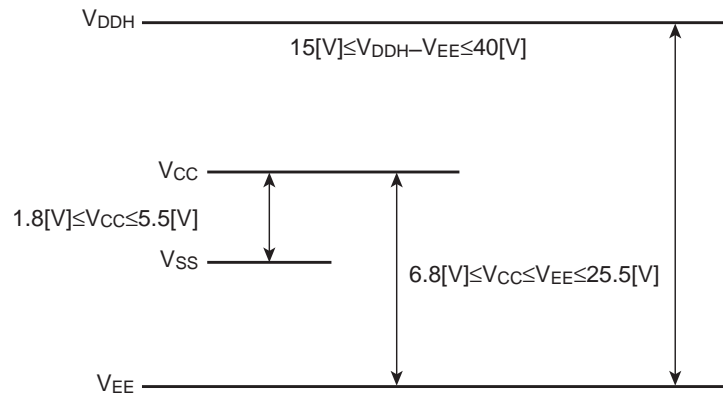 VDDH
15[V]≤VDDH–VEE≤40[V]
VCC
1.8[V]≤VCC≤5.5[V]
VSS
6.8[V]≤VCC≤VEE≤25.5[V]
VEE